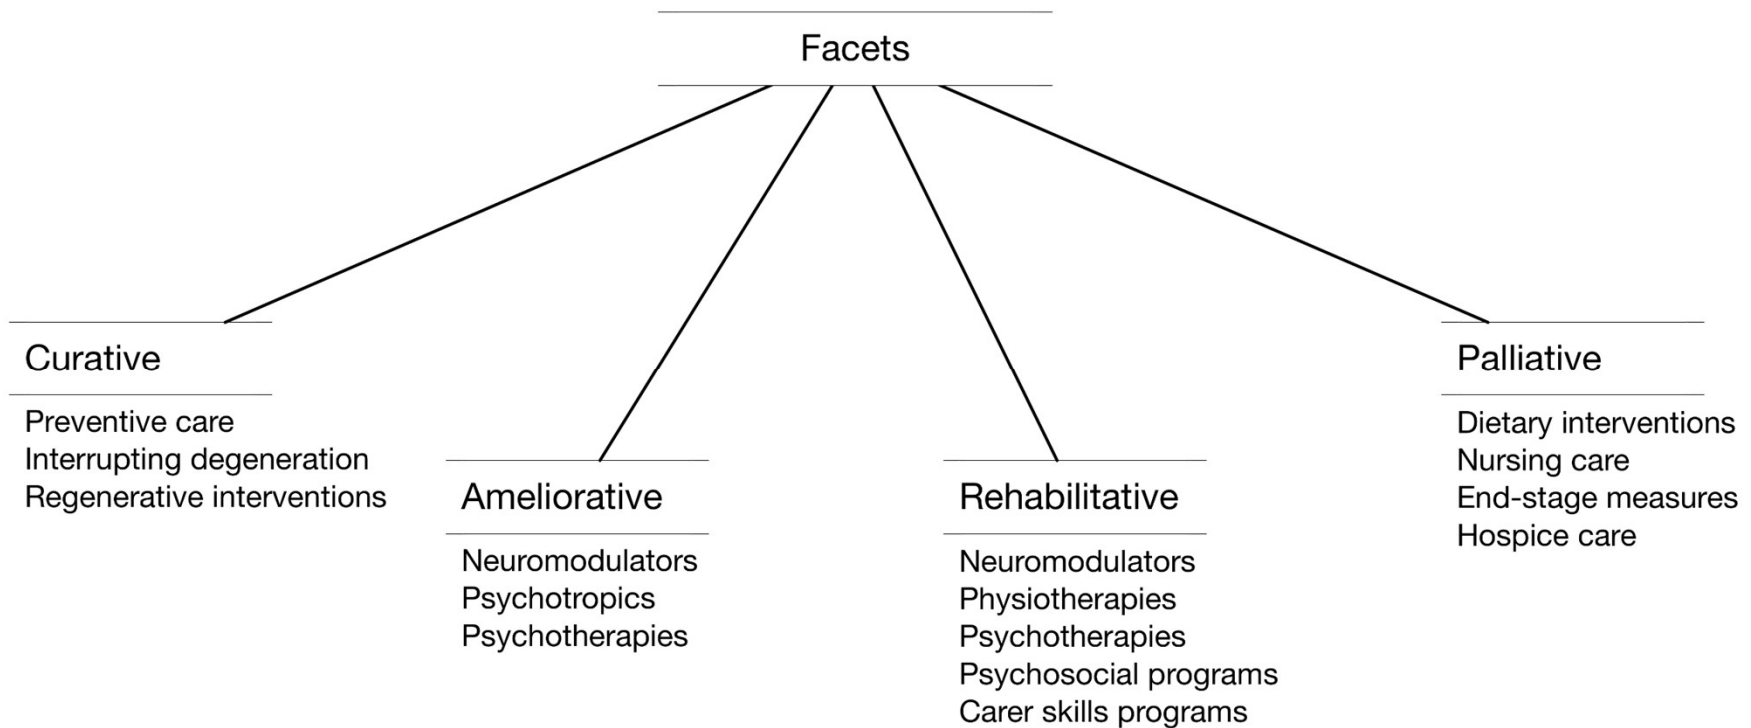 Facets
Curative
Preventive care
Interrupting degeneration
Regenerative interventions
Ameliorative
Neuromodulators
Psychotropics
Psychotherapies
Rehabilitative
Neuromodulators
Physiotherapies
Psychotherapies
Psychosocial programs
Carer skills programs
Palliative
Dietary interventions
Nursing care
End-stage measures
Hospice care